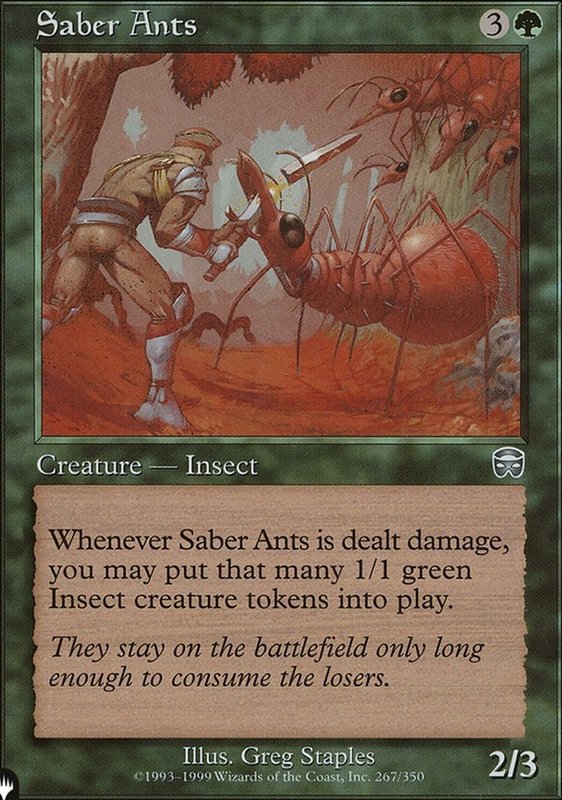 Saber Ants 3
Creature — Insect
Whenever Saber Ants is dealt damage,
you may put that many 1/1 green
Insect creature tokens into play.
They stay on the battlefield only long
enough to consume the losers.
Illus. Greg Staples
©1993–1999 Wizards of the Coast, Inc. 267/350
2/3